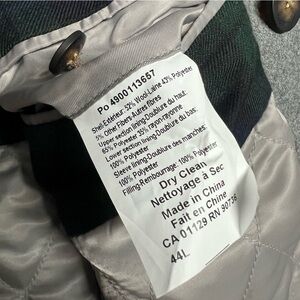 Po 4900113657
Shell-Extérieur: 52% Wool-Laine 43% Polyester
5% Other Fibers-Autres fibres
Upper section lining-Doublure du haut:
65% Polyester 35% rayon-rayonne
Lower section lining-Doublure du bas:
100% Polyester
Sleeve lining-Doublure des manches:
100% Polyester
Filling-Rembourrage: 100% Polyester
Dry Clean
Nettoyage à Sec
Made in China
Fait en Chine
CA 01129 RN 90736
44L